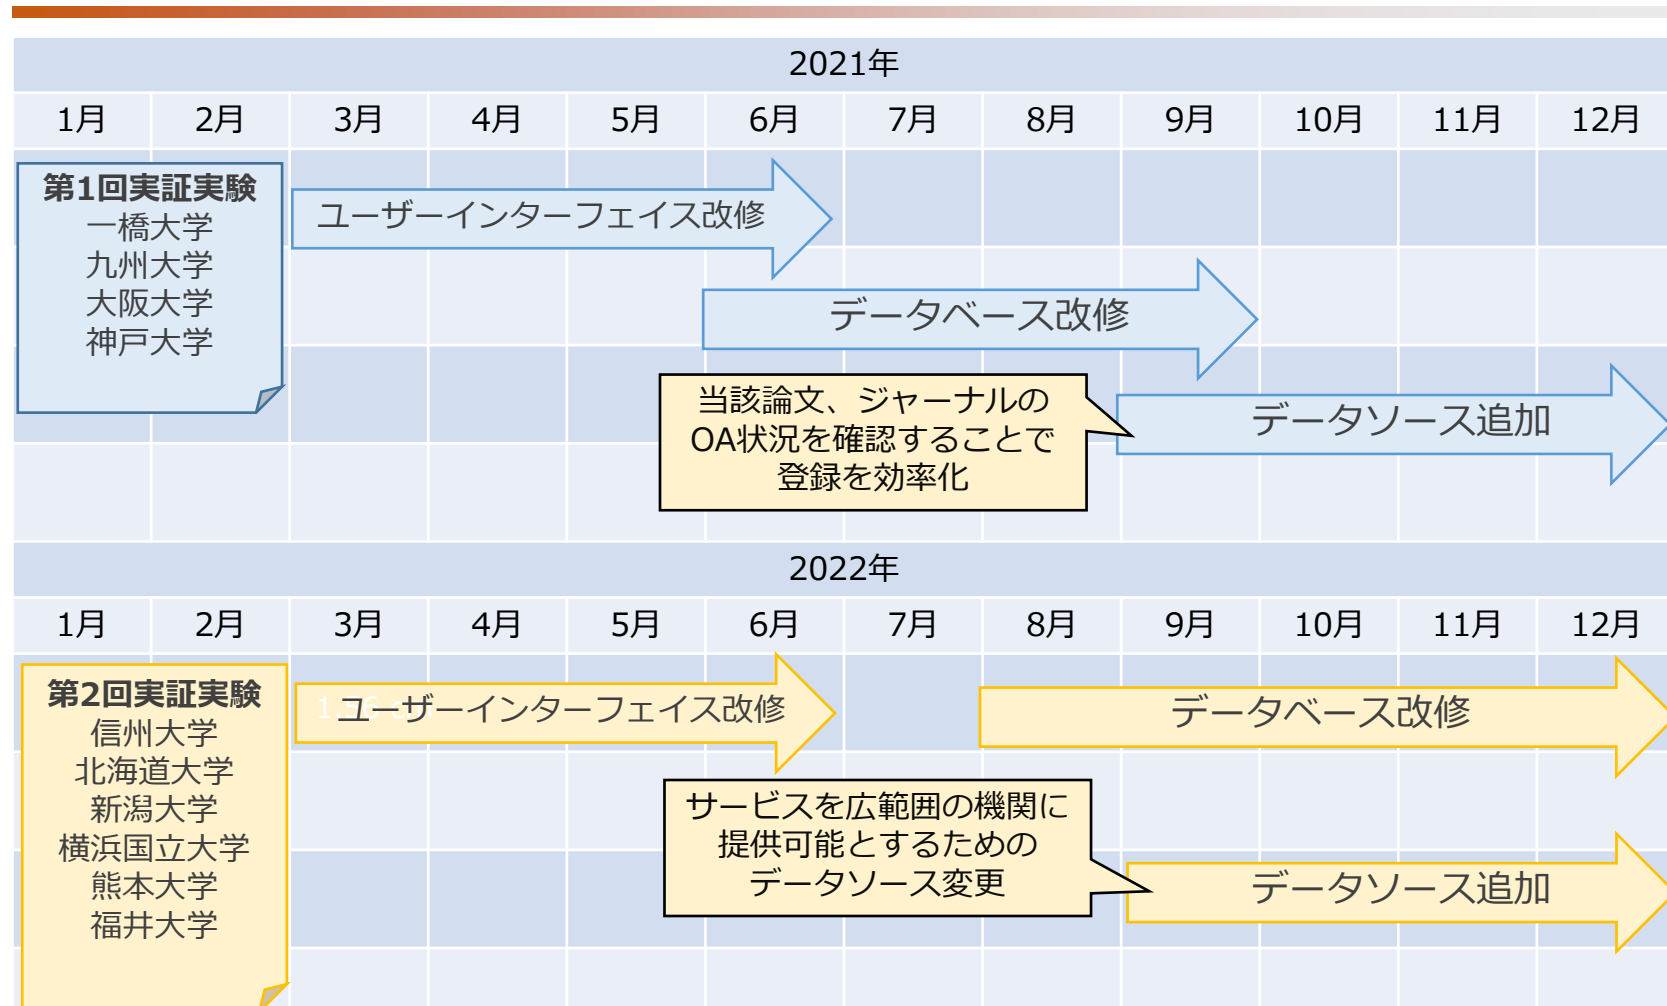 2021年
1月 2月 3月 4月 5月 6月 7月 8月 9月 10月 11月 12月
第1回実証実験
一橋大学
九州大学
大阪大学
神戸大学
ユーザーインターフェイス改修
データベース改修
当該論文、ジャーナルの
OA状況を確認することで
登録を効率化
データソース追加
2022年
1月 2月 3月 4月 5月 6月 7月 8月 9月 10月 11月 12月
第2回実証実験
信州大学
北海道大学
新潟大学
横浜国立大学
熊本大学
福井大学
ユーザーインターフェイス改修
データベース改修
サービスを広範囲の機関に
提供可能とするための
データソース変更
データソース追加